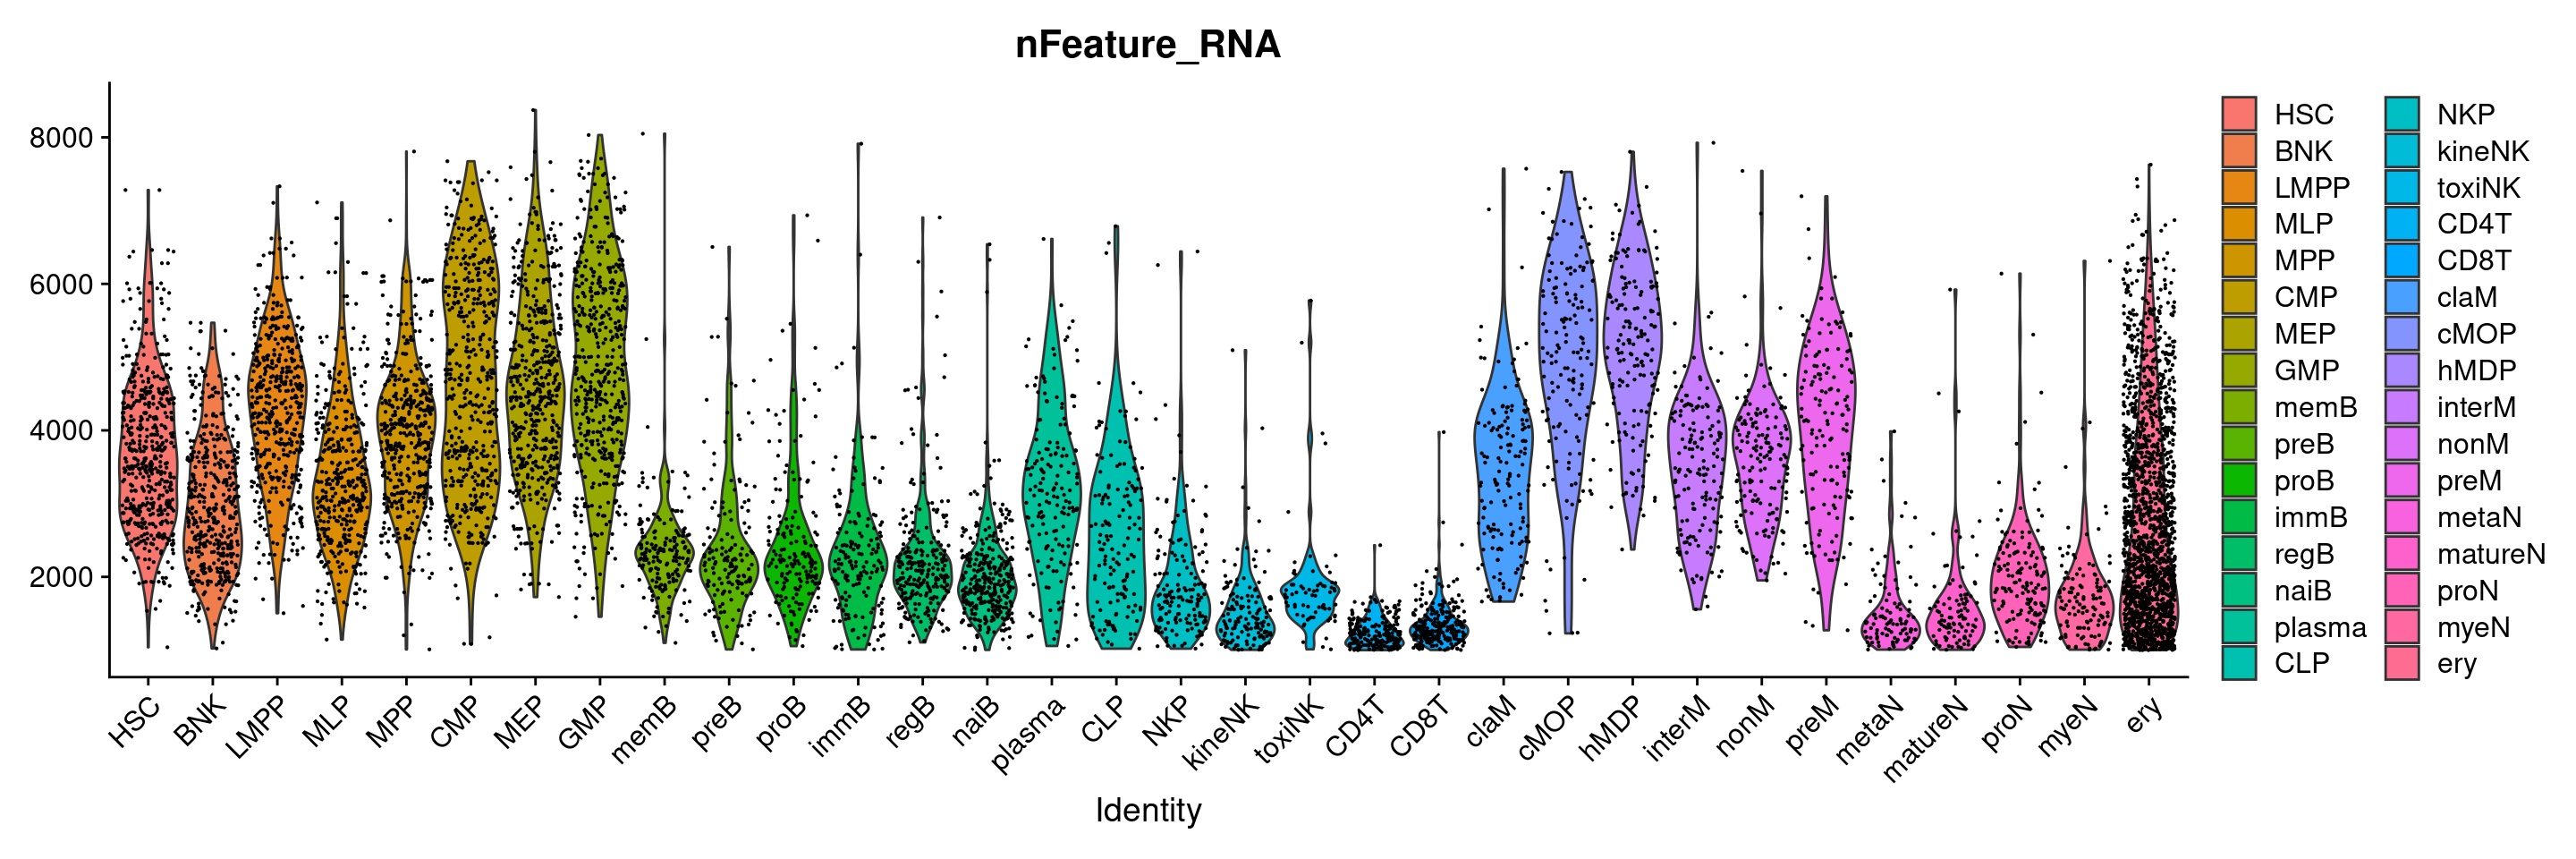 nFeature_RNA
8000
6000
4000
2000
HSC
BNK
LMPP
MLP
MPP
CMP
MEP
GMP
memB
preB
proB
immB
regB
naiB
plasma
CLP
NKP
kineNK
toxiNK
CD4T
CD8T
claM
cMOP
hMDP
interM
nonM
preM
metaN
matureN
proN
myeN
ery
Identity
HSC
BNK
LMPP
MLP
MPP
CMP
MEP
GMP
memB
preB
proB
immB
regB
naiB
plasma
CLP
NKP
kineNK
toxiNK
CD4T
CD8T
claM
cMOP
hMDP
interM
nonM
preM
metaN
matureN
proN
myeN
ery